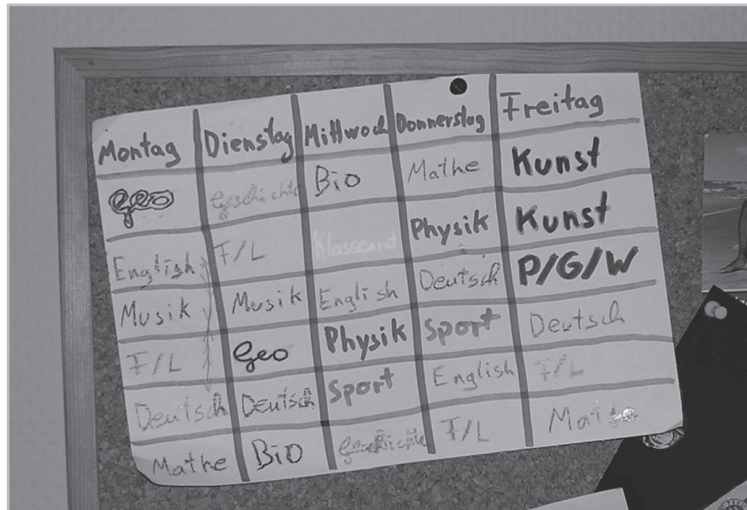 Montag Dienstag Mittwoch Donnerstag Freitag
Geo Geschichte Bio Mathe Kunst
English F/L Klassenrat Physik Kunst
Musik Musik English Deutsch P/G/W
F/L Geo Physik Sport Deutsch
Deutsch Deutsch Sport English F/L
Mathe Bio Geschichte F/L Mathe